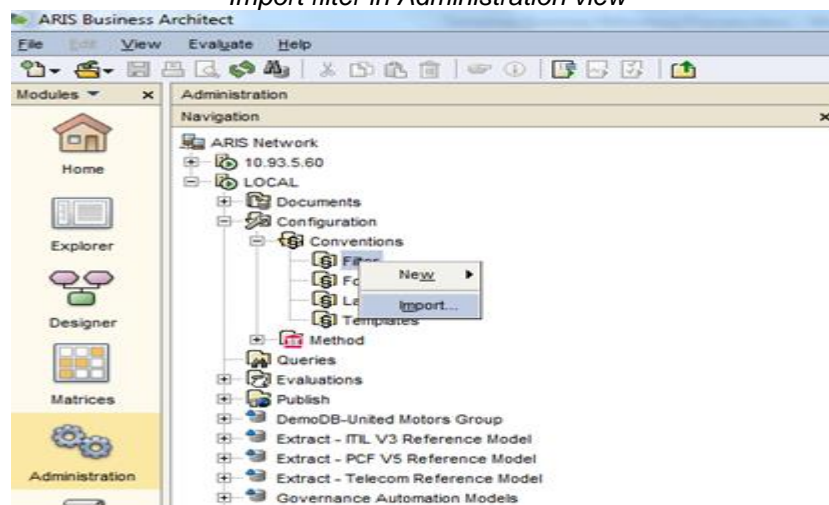 Import filter in Administration view
ARIS Business Architect
File Edit View Evaluate Help
Modules Administration
Navigation
ARIS Network
10.93.5.60
LOCAL
Documents
Configuration
Conventions
Filter
New
Import...
Templates
Method
Queries
Evaluations
Publish
DemoDB-United Motors Group
Extract - ITIL V3 Reference Model
Extract - PCF V5 Reference Model
Extract - Telecom Reference Model
Governance Automation Models
Home
Explorer
Designer
Matrices
Administration